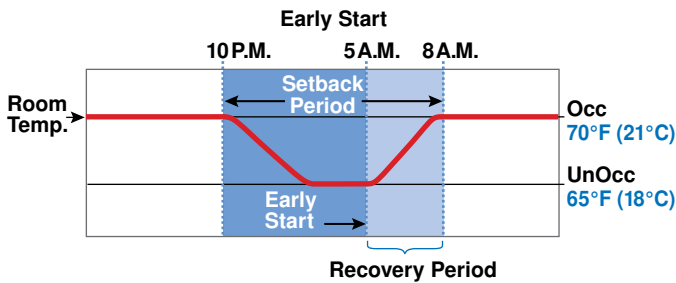 Early Start
10 P.M. 5 A.M. 8 A.M.
Setback
Period
Room
Temp.
Occ
70°F (21°C)
UnOcc
65°F (18°C)
Early
Start
Recovery Period